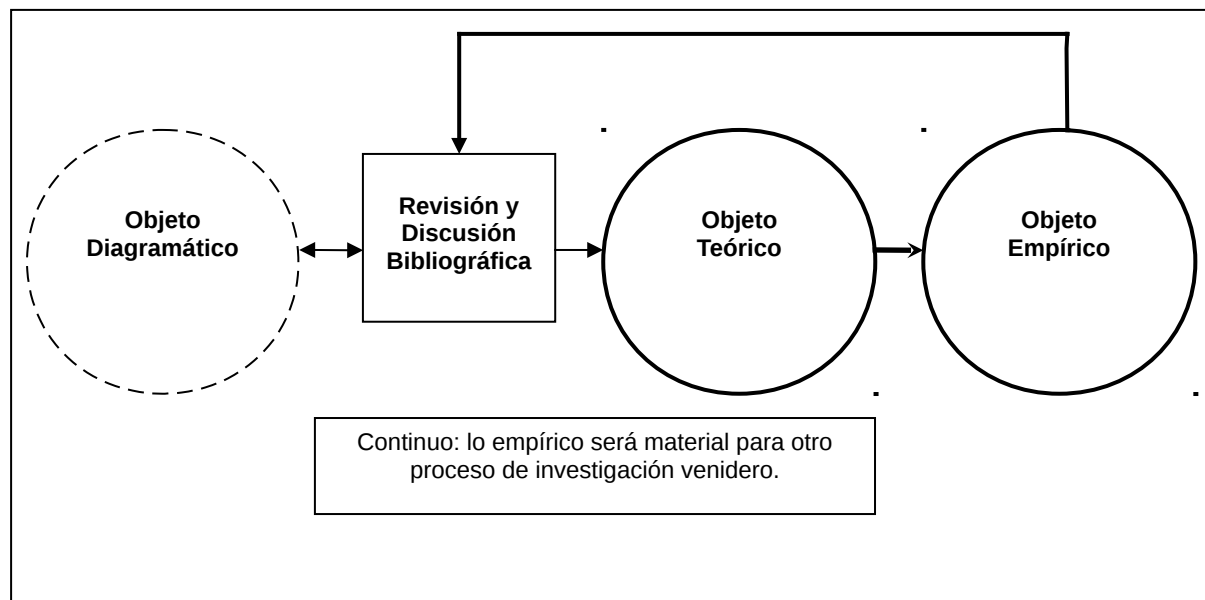 Objeto
Diagramático
Revisión y
Discusión
Bibliográfica
Objeto
Teórico
Objeto
Empírico
Continuo: lo empírico será material para otro
proceso de investigación venidero.